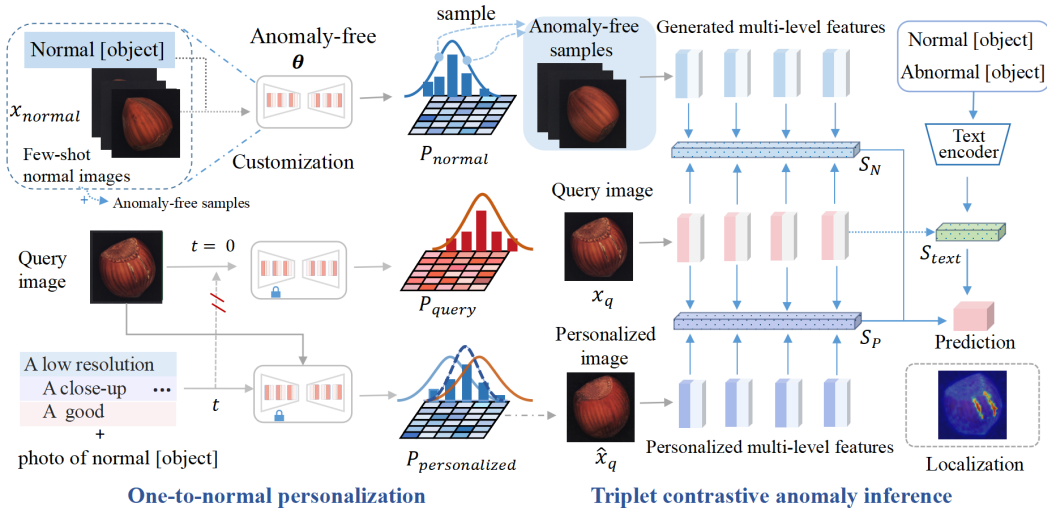 Normal [object]
x_normal
Few-shot
normal images
+
Anomaly-free samples
Anomaly-free
θ
Customization
sample
P_normal
Anomaly-free
samples
Generated multi-level features
Normal [object]
Abnormal [object]
Text
encoder
S_N
Query
image
t = 0
P_query
Query image
x_q
S_text
A low resolution
A close-up ...
A good
+
photo of normal [object]
t
P_personalized
Personalized
image
x̂_q
S_P
Prediction
Personalized multi-level features
Localization
One-to-normal personalization
Triplet contrastive anomaly inference